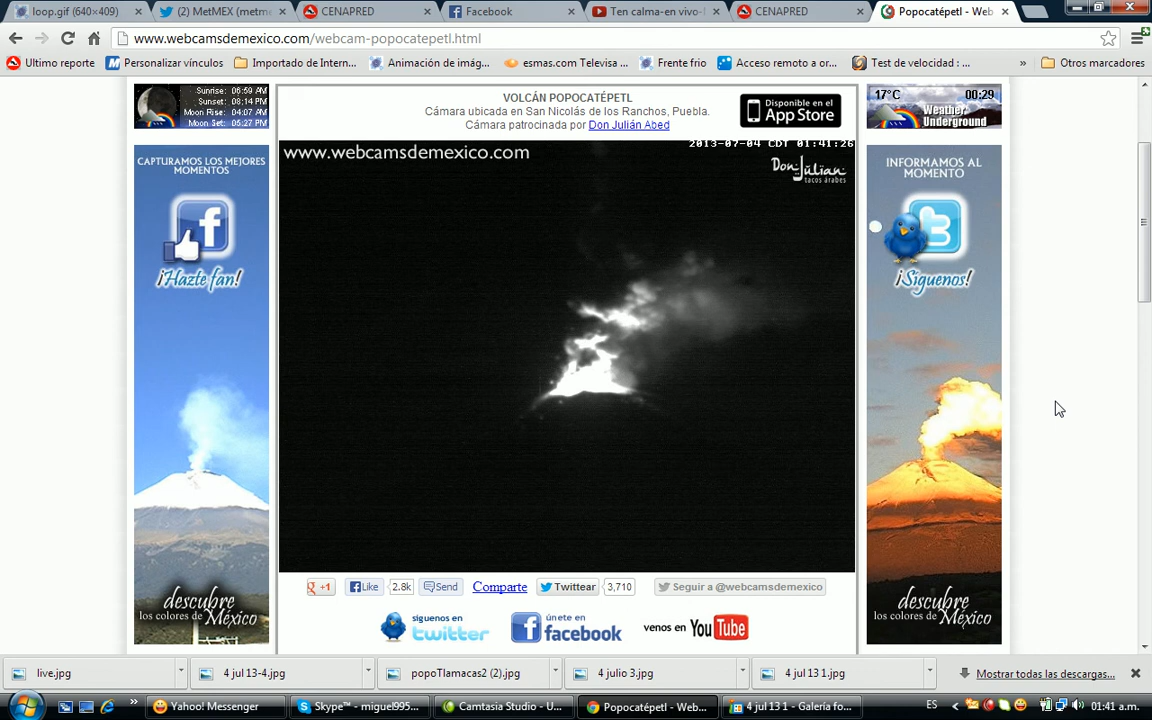 loop.gif (640×409)
(2) MetMEX (metme
CENAPRED
Facebook
Ten calma-en vivo-l
CENAPRED
Popocatépetl - Web
www.webcamsdemexico.com/webcam-popocatepetl.html
Ultimo reporte
Personalizar vínculos
Importado de Intern...
Animación de imág...
esmas.com Televisa ...
Frente frio
Acceso remoto a or...
Test de velocidad : ...
»
Otros marcadores
Sunrise: 06:59 AM
Sunset: 08:14 PM
Moon Rise: 04:07 AM
Moon Set: 05:27 PM
VOLCÁN POPOCATÉPETL
Cámara ubicada en San Nicolás de los Ranchos, Puebla.
Cámara patrocinada por Don Julián Abed
Disponible en el
App Store
17°C 00:29
Weather
Underground
CAPTURAMOS LOS MEJORES
MOMENTOS
f
¡Hazte fan!
descubre
los colores de México
www.webcamsdemexico.com
2013-07-04 CDT 01:41:26
Don Julián
tacos árabes
INFORMAMOS AL
MOMENTO
t
¡Síguenos!
descubre
los colores de México
g +1
Like
2.8k
Send
Comparte
Twittear
3,710
Seguir a @webcamsdemexico
siguenos en
twitter
únete en
facebook
venos en YouTube
live.jpg
4 jul 13-4.jpg
popoTlamacas2 (2).jpg
4 julio 3.jpg
4 jul 13 1.jpg
Mostrar todas las descargas...
»
Yahoo! Messenger
Skype™ - miguel995...
Camtasia Studio - U...
Popocatépetl - Web...
4 jul 13 1 - Galería fo...
ES
01:41 a.m.